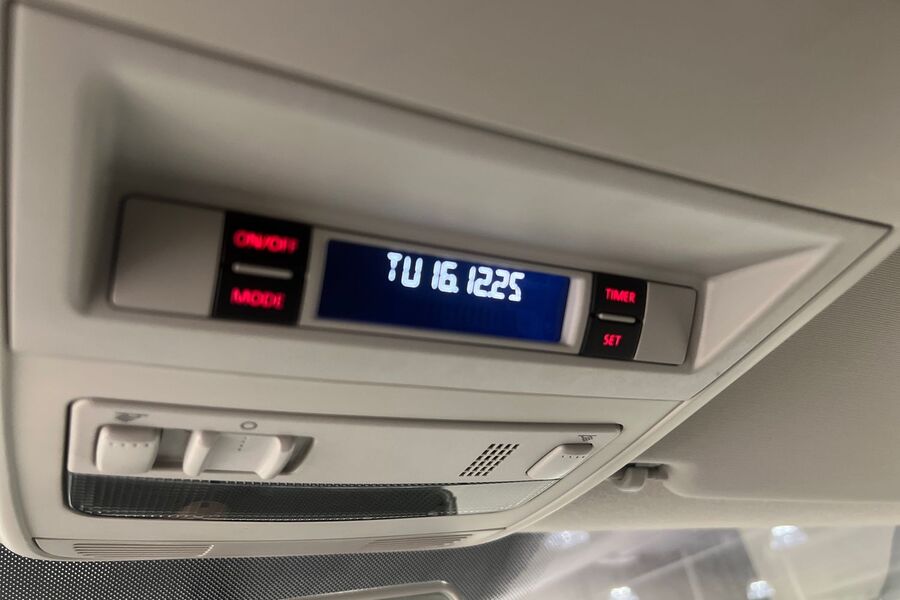 ON/OFF
MODE
TU 16.12.25
TIMER
SET